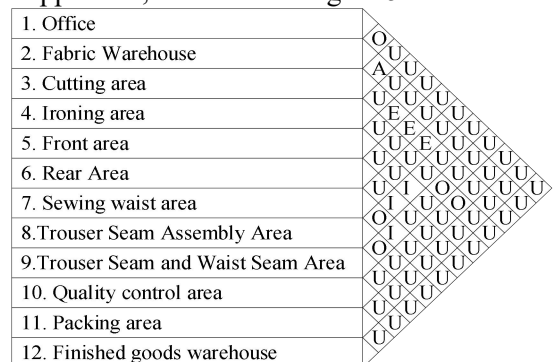 1. Office
O
2. Fabric Warehouse U
A U
3. Cutting area U U
U U U
4. Ironing area E U U
U E U U
5. Front area U E U U
U U U U U
6. Rear Area U U U U U
U I O U U U
7. Sewing waist area I U O U U
O U U U U
8.Trouser Seam Assembly Area I U U U
O U U U
9.Trouser Seam and Waist Seam Area U U U
U U U
10. Quality control area U U
U U
11. Packing area U
U
12. Finished goods warehouse